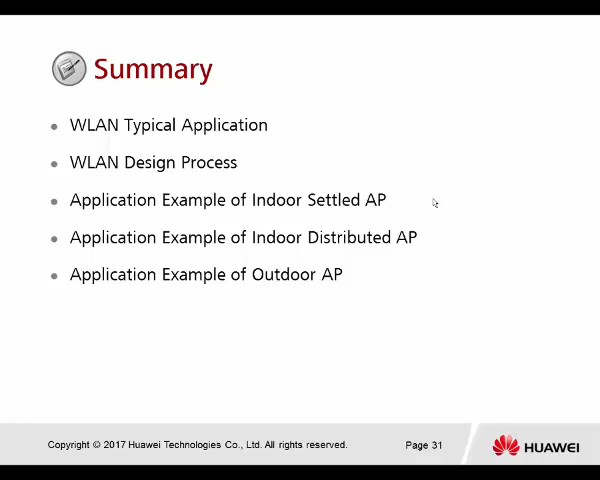 Summary
WLAN Typical Application
WLAN Design Process
Application Example of Indoor Settled AP
Application Example of Indoor Distributed AP
Application Example of Outdoor AP
Copyright © 2017 Huawei Technologies Co., Ltd. All rights reserved.
Page 31
HUAWEI